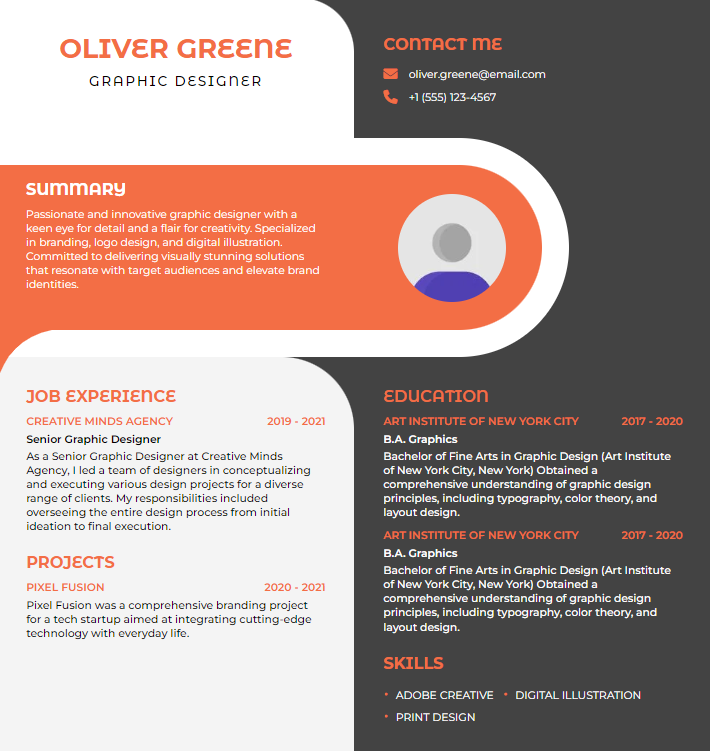 OLIVER GREENE
GRAPHIC DESIGNER
CONTACT ME
oliver.greene@email.com
+1 (555) 123-4567
SUMMARY
Passionate and innovative graphic designer with a
keen eye for detail and a flair for creativity. Specialized
in branding, logo design, and digital illustration.
Committed to delivering visually stunning solutions
that resonate with target audiences and elevate brand
identities.
JOB EXPERIENCE
CREATIVE MINDS AGENCY 2019 - 2021
Senior Graphic Designer
As a Senior Graphic Designer at Creative Minds
Agency, I led a team of designers in conceptualizing
and executing various design projects for a diverse
range of clients. My responsibilities included
overseeing the entire design process from initial
ideation to final execution.
PROJECTS
PIXEL FUSION 2020 - 2021
Pixel Fusion was a comprehensive branding project
for a tech startup aimed at integrating cutting-edge
technology with everyday life.
EDUCATION
ART INSTITUTE OF NEW YORK CITY 2017 - 2020
B.A. Graphics
Bachelor of Fine Arts in Graphic Design (Art Institute
of New York City, New York) Obtained a
comprehensive understanding of graphic design
principles, including typography, color theory, and
layout design.
ART INSTITUTE OF NEW YORK CITY 2017 - 2020
B.A. Graphics
Bachelor of Fine Arts in Graphic Design (Art Institute
of New York City, New York) Obtained a
comprehensive understanding of graphic design
principles, including typography, color theory, and
layout design.
SKILLS
• ADOBE CREATIVE • DIGITAL ILLUSTRATION
• PRINT DESIGN